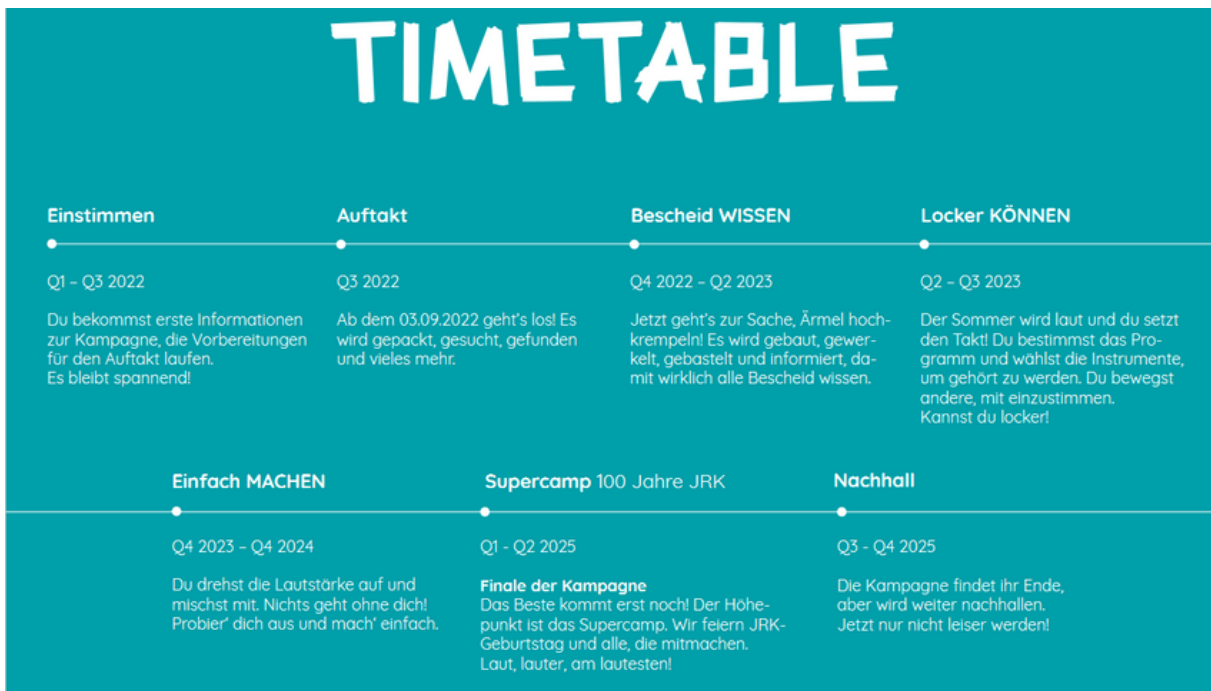 TIMETABLE
Einstimmen
Q1 – Q3 2022
Du bekommst erste Informationen
zur Kampagne, die Vorbereitungen
für den Auftakt laufen.
Es bleibt spannend!
Auftakt
Q3 2022
Ab dem 03.09.2022 geht’s los! Es
wird gepackt, gesucht, gefunden
und vieles mehr.
Bescheid WISSEN
Q4 2022 – Q2 2023
Jetzt geht’s zur Sache, Ärmel hoch-
krempeln! Es wird gebaut, gewer-
kelt, gebastelt und informiert, da-
mit wirklich alle Bescheid wissen.
Locker KÖNNEN
Q2 – Q3 2023
Der Sommer wird laut und du setzt
den Takt! Du bestimmst das Pro-
gramm und wählst die Instrumente,
um gehört zu werden. Du bewegst
andere, mit einzustimmen.
Kannst du locker!
Einfach MACHEN
Q4 2023 – Q4 2024
Du drehst die Lautstärke auf und
mischst mit. Nichts geht ohne dich!
Probier‘ dich aus und mach‘ einfach.
Supercamp 100 Jahre JRK
Q1 - Q2 2025
Finale der Kampagne
Das Beste kommt erst noch! Der Höhe-
punkt ist das Supercamp. Wir feiern JRK-
Geburtstag und alle, die mitmachen.
Laut, lauter, am lautesten!
Nachhall
Q3 - Q4 2025
Die Kampagne findet ihr Ende,
aber wird weiter nachhallen.
Jetzt nur nicht leiser werden!